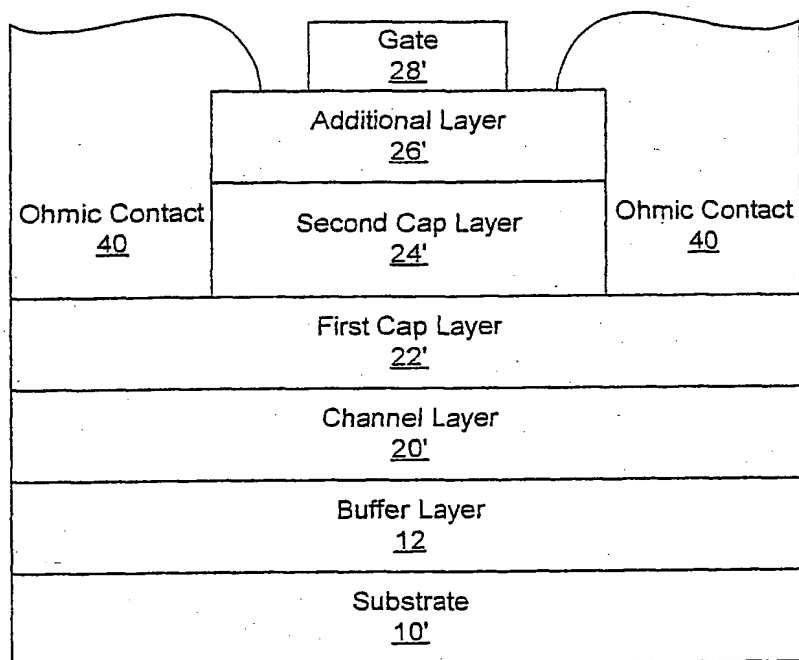 Gate
28'
Additional Layer
26'
Ohmic Contact
40
Second Cap Layer
24'
Ohmic Contact
40
First Cap Layer
22'
Channel Layer
20'
Buffer Layer
12
Substrate
10'